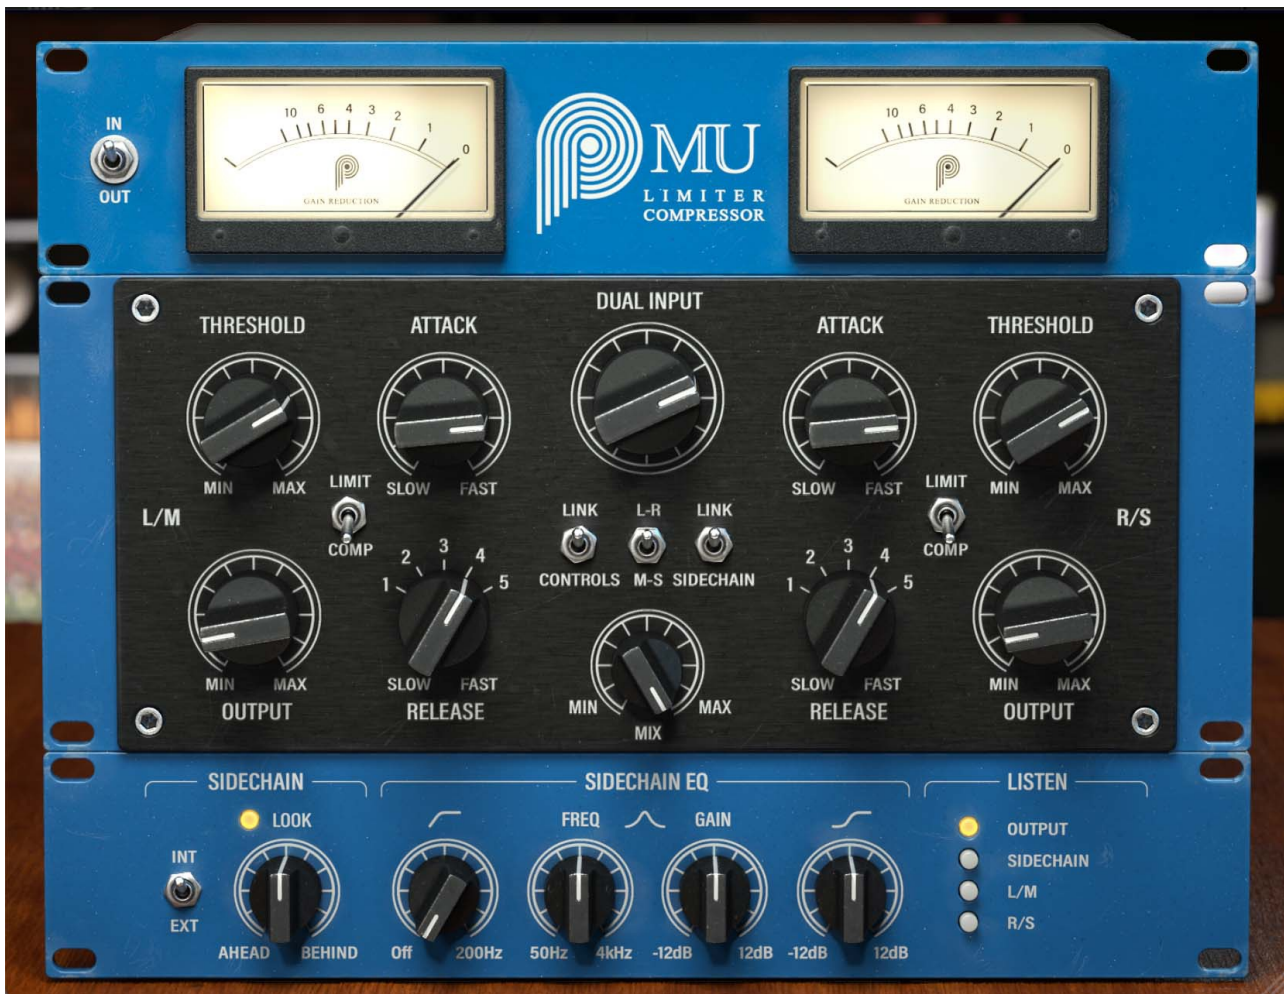 IN
OUT
10 6 4 3 2 1 0
GAIN REDUCTION
MU
LIMITER
COMPRESSOR
10 6 4 3 2 1 0
GAIN REDUCTION
DUAL INPUT
THRESHOLD
MIN MAX
ATTACK
SLOW FAST
ATTACK
SLOW FAST
THRESHOLD
MIN MAX
L/M
LIMIT
COMP
LINK
CONTROLS
L-R
M-S
LINK
SIDECHAIN
LIMIT
COMP
R/S
MIN MAX
OUTPUT
1 2 3 4 5
SLOW FAST
RELEASE
MIN MAX
MIX
1 2 3 4 5
SLOW FAST
RELEASE
MIN MAX
OUTPUT
SIDECHAIN
LOOK
INT
EXT
AHEAD BEHIND
SIDECHAIN EQ
Off 200Hz
FREQ
50Hz 4kHz
GAIN
-12dB 12dB
-12dB 12dB
LISTEN
OUTPUT
SIDECHAIN
L/M
R/S